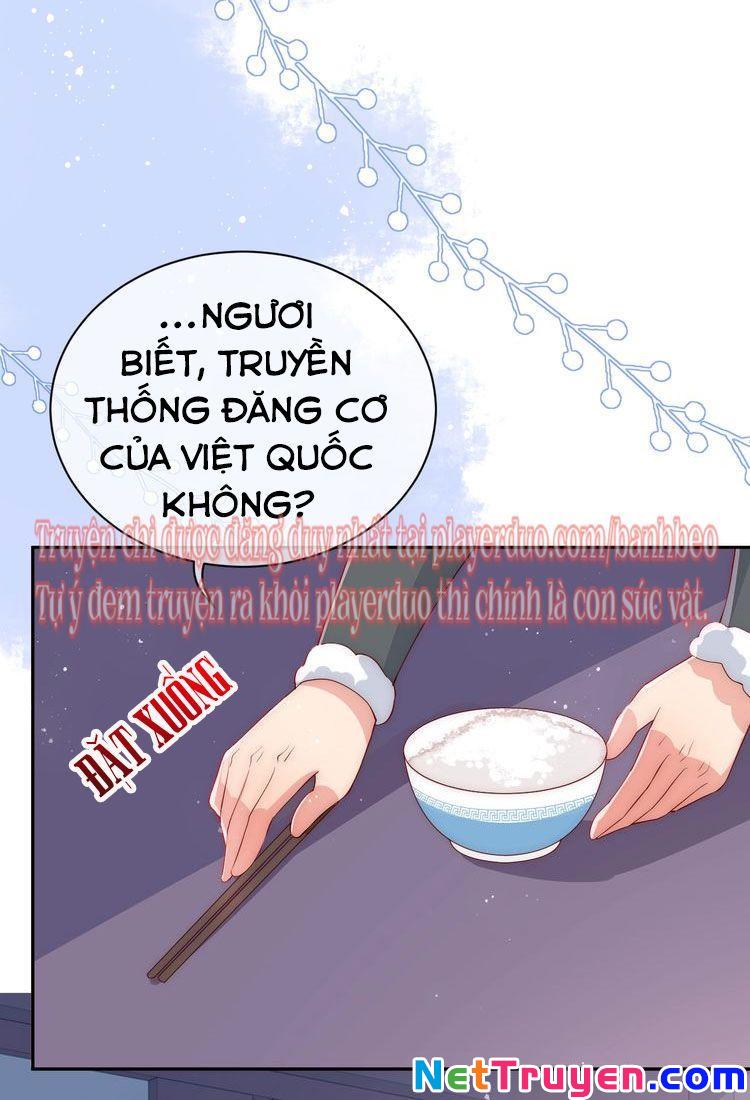 ...NGƯƠI
BIẾT, TRUYỀN
THỐNG ĐĂNG CƠ
CỦA VIỆT QUỐC
KHÔNG?
Truyện chỉ được đăng duy nhất tại playerduo.com/banhbeo
Tự ý đem truyện ra khỏi playerduo thì chính là con súc vật.
ĐẶT XUỐNG
NetTruyen.com